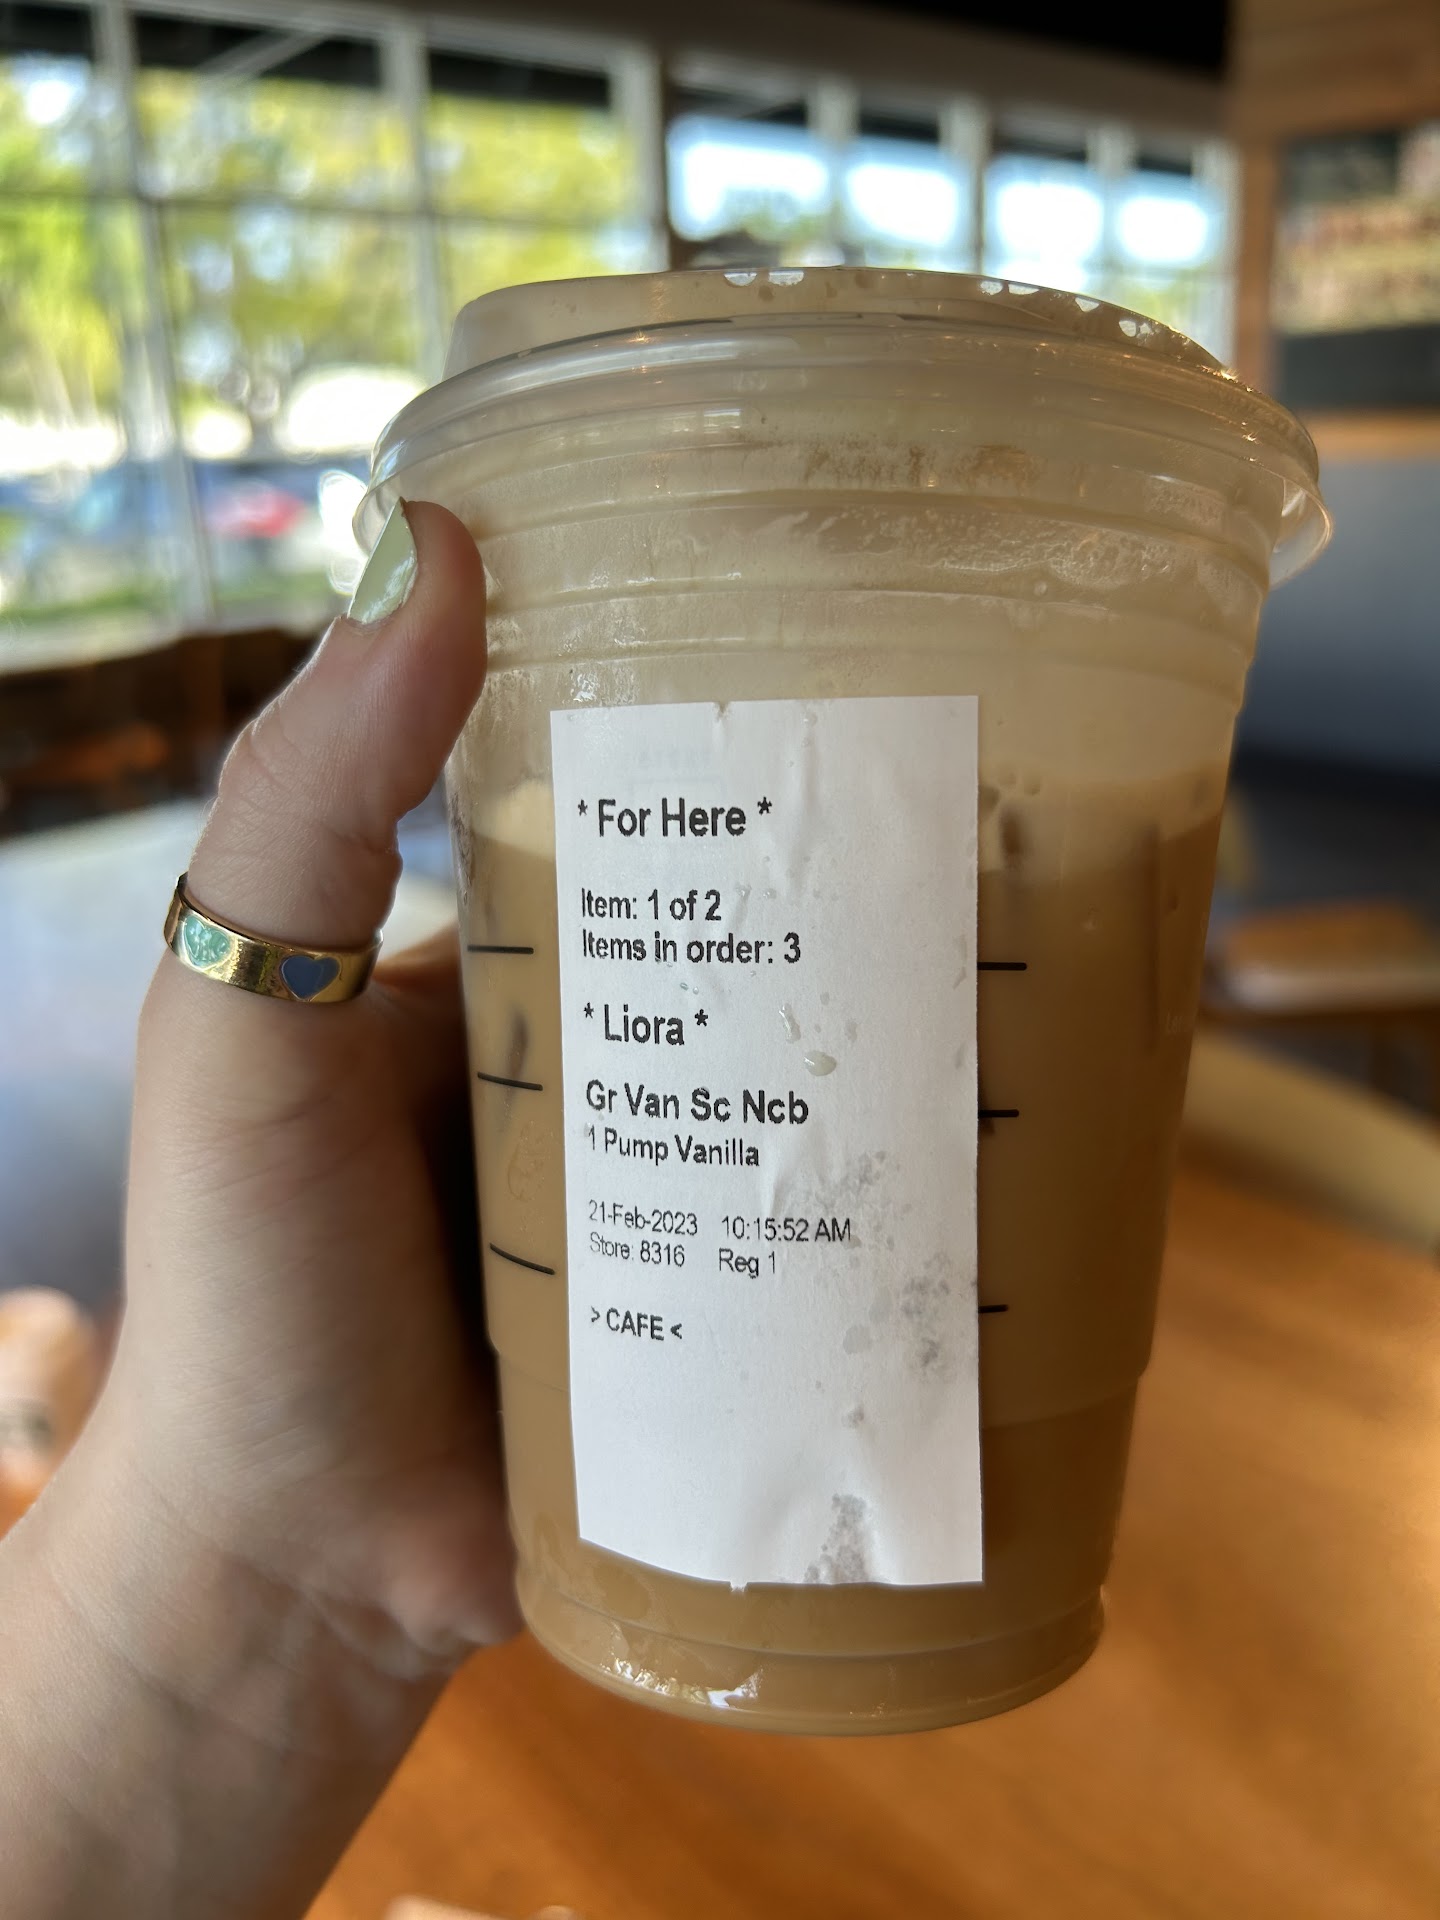 * For Here *
Item: 1 of 2
Items in order: 3
* Liora *
Gr Van Sc Ncb
1 Pump Vanilla
21-Feb-2023 10:15:52 AM
Store: 8316 Reg 1
> CAFE <